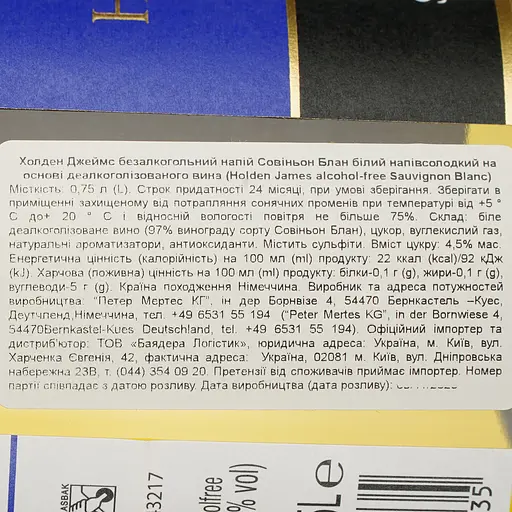 Холден Джеймс безалкогольний напій Совіньон Блан білий напівсолодкий на
основі деалкоголізованого вина (Holden James alcohol-free Sauvignon Blanc)
Місткість: 0,75 л (L). Строк придатності 24 місяці, при умові зберігання. Зберігати в
приміщенні захищеному від потрапляння сонячних променів при температурі від +5 °
С до+ 20 ° С і відносній вологості повітря не більше 75%. Склад: біле
деалкоголізоване вино (97% винограду сорту Совіньон Блан), цукор, вуглекислий газ,
натуральні ароматизатори, антиоксиданти. Містить сульфіти. Вміст цукру: 4,5% мас.
Енергетична цінність (калорійність) на 100 мл (ml) продукту: 22 ккал (kcal)/92 кДж
(kJ). Харчова (поживна) цінність на 100 мл (ml) продукту: білки-0,1 г (g), жири-0,1 г (g),
вуглеводи-5 г (g). Країна походження Німеччина. Виробник та адреса потужностей
виробництва: “Петер Мертес КГ”, ін дер Борнвізе 4, 54470 Бернкастель –Куес,
Деутчленд,Німеччина, тел. +49 6531 55 194 (“Peter Mertes KG”, in der Bornwiese 4,
54470Bernkastel-Kues Deutschland, tel. +49 6531 55 194). Офіційний імпортер та
дистриб'ютор: ТОВ «Баядера Логістик», юридична адреса: Україна, м. Київ, вул.
Харченка Євгенія, 42, фактична адреса: Україна, 02081 м. Київ, вул. Дніпровська
набережна 23В, т. (044) 354 09 20. Претензії від споживачів приймає імпортер. Номер
партії співпадає з датою розливу. Дата виробництва (дата розливу):
-3217
% vol)
35